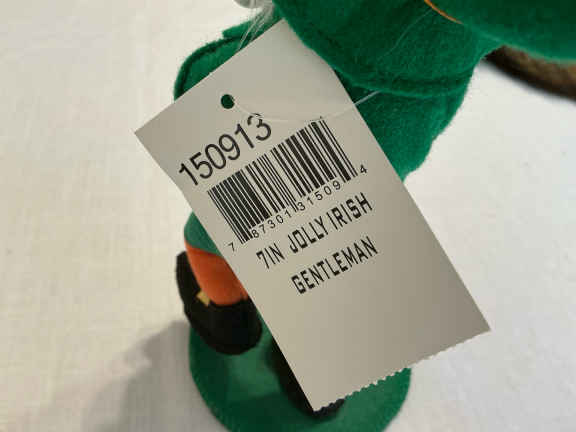 150913
7 87301 31509 4
7IN JOLLY IRISH
GENTLEMAN